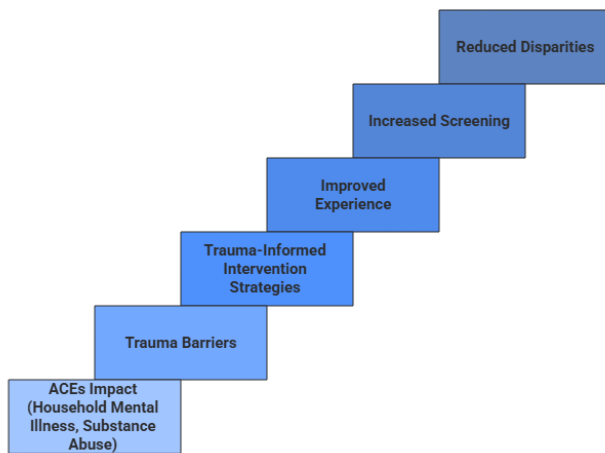 Reduced Disparities
Increased Screening
Improved
Experience
Trauma-Informed
Intervention
Strategies
Trauma Barriers
ACEs Impact
(Household Mental
Illness, Substance
Abuse)